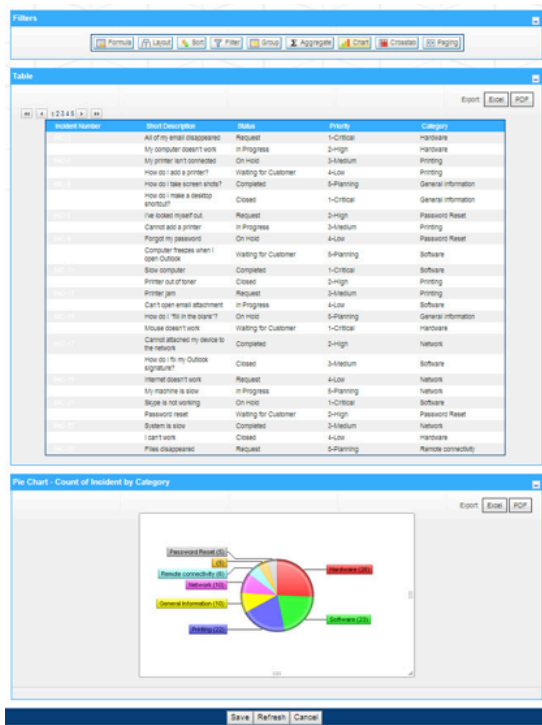 Filters
Formula Layout Sort Filter Group Aggregate Chart Crosstab Paging
Table
Export: Excel PDF
1 2 3 4 5
Incident Number Short Description Status Priority Category
All of my email disappeared Request 1-Critical Hardware
My computer doesn't work In Progress 2-High Hardware
My printer isn't connected On Hold 3-Medium Printing
How do I add a printer? Waiting for Customer 4-Low Printing
How do I take screen shots? Completed 5-Planning General Information
How do I make a desktop
shortcut? Closed 1-Critical General Information
I've locked myself out. Request 2-High Password Reset
Cannot add a printer In Progress 3-Medium Printing
Forgot my password On Hold 4-Low Password Reset
Computer freezes when I
open Outlook Waiting for Customer 5-Planning Software
Slow computer Completed 1-Critical Software
Printer out of toner Closed 2-High Printing
Printer jam Request 3-Medium Printing
Can't open email attachment In Progress 4-Low Software
How do I "fill in the blank"? On Hold 5-Planning General Information
Mouse doesn't work Waiting for Customer 1-Critical Hardware
Cannot attached my device to
the network Completed 2-High Network
How do I fix my Outlook
signature? Closed 3-Medium Software
Internet doesn't work Request 4-Low Network
My machine is slow In Progress 5-Planning Network
Skype is not working On Hold 1-Critical Software
Password reset Waiting for Customer 2-High Password Reset
System is slow Completed 3-Medium Network
I can't work Closed 4-Low Hardware
Files disappeared Request 5-Planning Remote connectivity
Pie Chart - Count of Incident by Category
Export: Excel PDF
Password Reset (5)
(5)
Remote connectivity (6)
Network (10)
General Information (10)
Printing (22)
Hardware (28)
Software (23)
Save Refresh Cancel